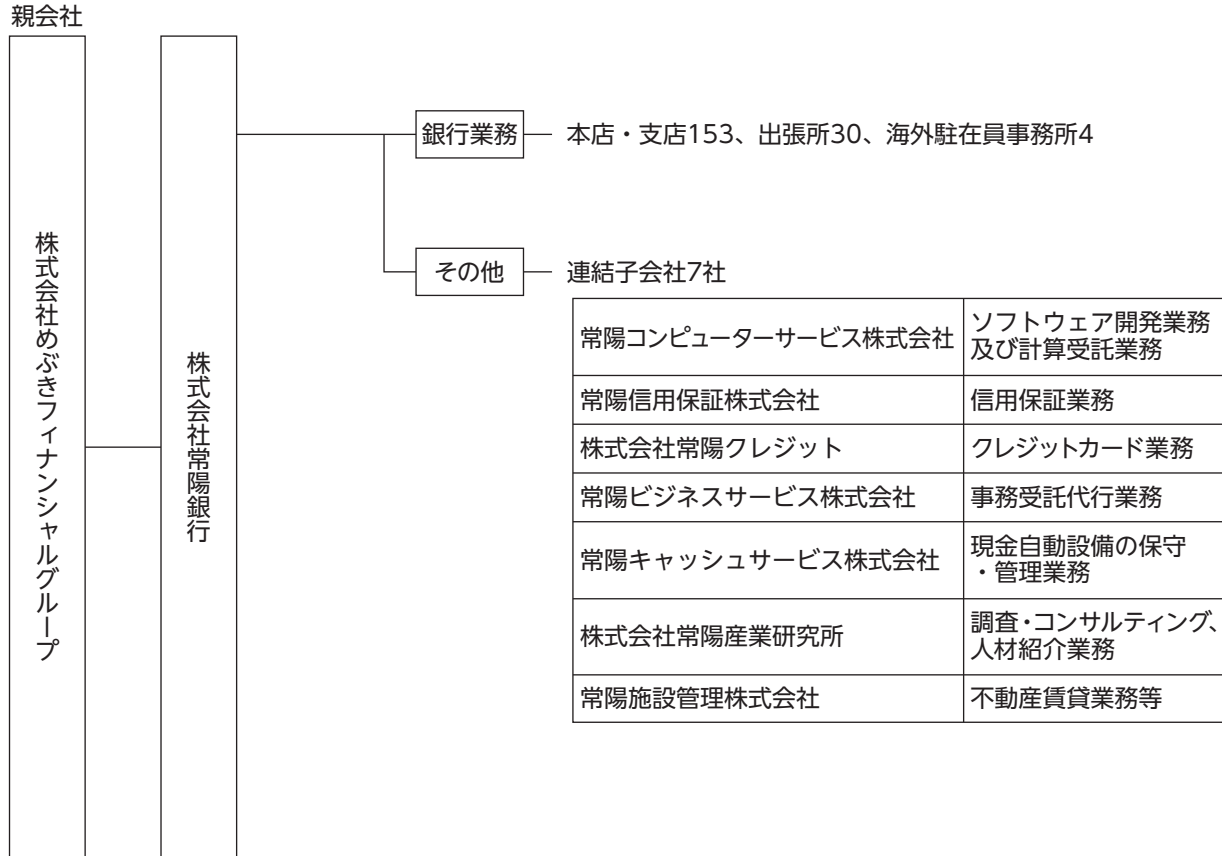 親会社
株式会社めぶきフィナンシャルグループ
株式会社常陽銀行
銀行業務
本店・支店153、出張所30、海外駐在員事務所4
その他
連結子会社7社
常陽コンピューターサービス株式会社
ソフトウェア開発業務
及び計算受託業務
常陽信用保証株式会社
信用保証業務
株式会社常陽クレジット
クレジットカード業務
常陽ビジネスサービス株式会社
事務受託代行業務
常陽キャッシュサービス株式会社
現金自動設備の保守
・管理業務
株式会社常陽産業研究所
調査・コンサルティング、
人材紹介業務
常陽施設管理株式会社
不動産賃貸業務等